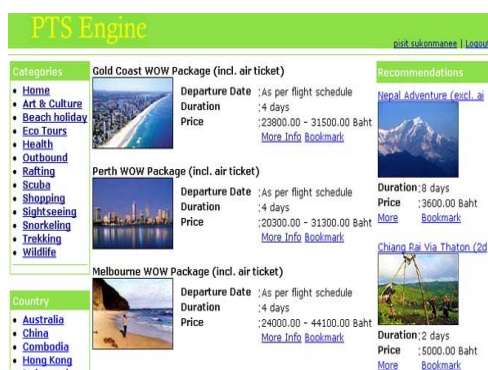 PTS Engine
pisit sukonmanee | Logout
Categories
Home
Art & Culture
Beach holiday
Eco Tours
Health
Outbound
Rafting
Scuba
Shopping
Sightseeing
Snorkeling
Trekking
Wildlife
Country
Australia
China
Combodia
Hong Kong
Gold Coast WOW Package (incl. air ticket)
Departure Date :As per flight schedule
Duration :4 days
Price :23800.00 - 31500.00 Baht
More Info Bookmark
Perth WOW Package (incl. air ticket)
Departure Date :As per flight schedule
Duration :4 days
Price :20300.00 - 31300.00 Baht
More Info Bookmark
Melbourne WOW Package (incl. air ticket)
Departure Date :As per flight schedule
Duration :4 days
Price :24000.00 - 44100.00 Baht
More Info Bookmark
Recommendations
Nepal Adventure (excl. ai
Duration:8 days
Price :3600.00 Baht
More Bookmark
Chiang Rai Via Thaton (2d
Duration:2 days
Price :5000.00 Baht
More Bookmark